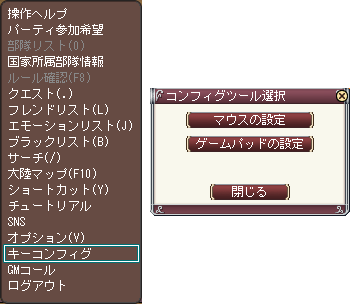 操作ヘルプ
パーティ参加希望
部隊リスト(O)
国家所属部隊情報
ルール確認(F8)
クエスト(.)
フレンドリスト(L)
エモーションリスト(J)
ブラックリスト(B)
サーチ(/)
大陸マップ(F10)
ショートカット(Y)
チュートリアル
SNS
オプション(V)
キーコンフィグ
GMコール
ログアウト
コンフィグツール選択
マウスの設定
ゲームパッドの設定
閉じる